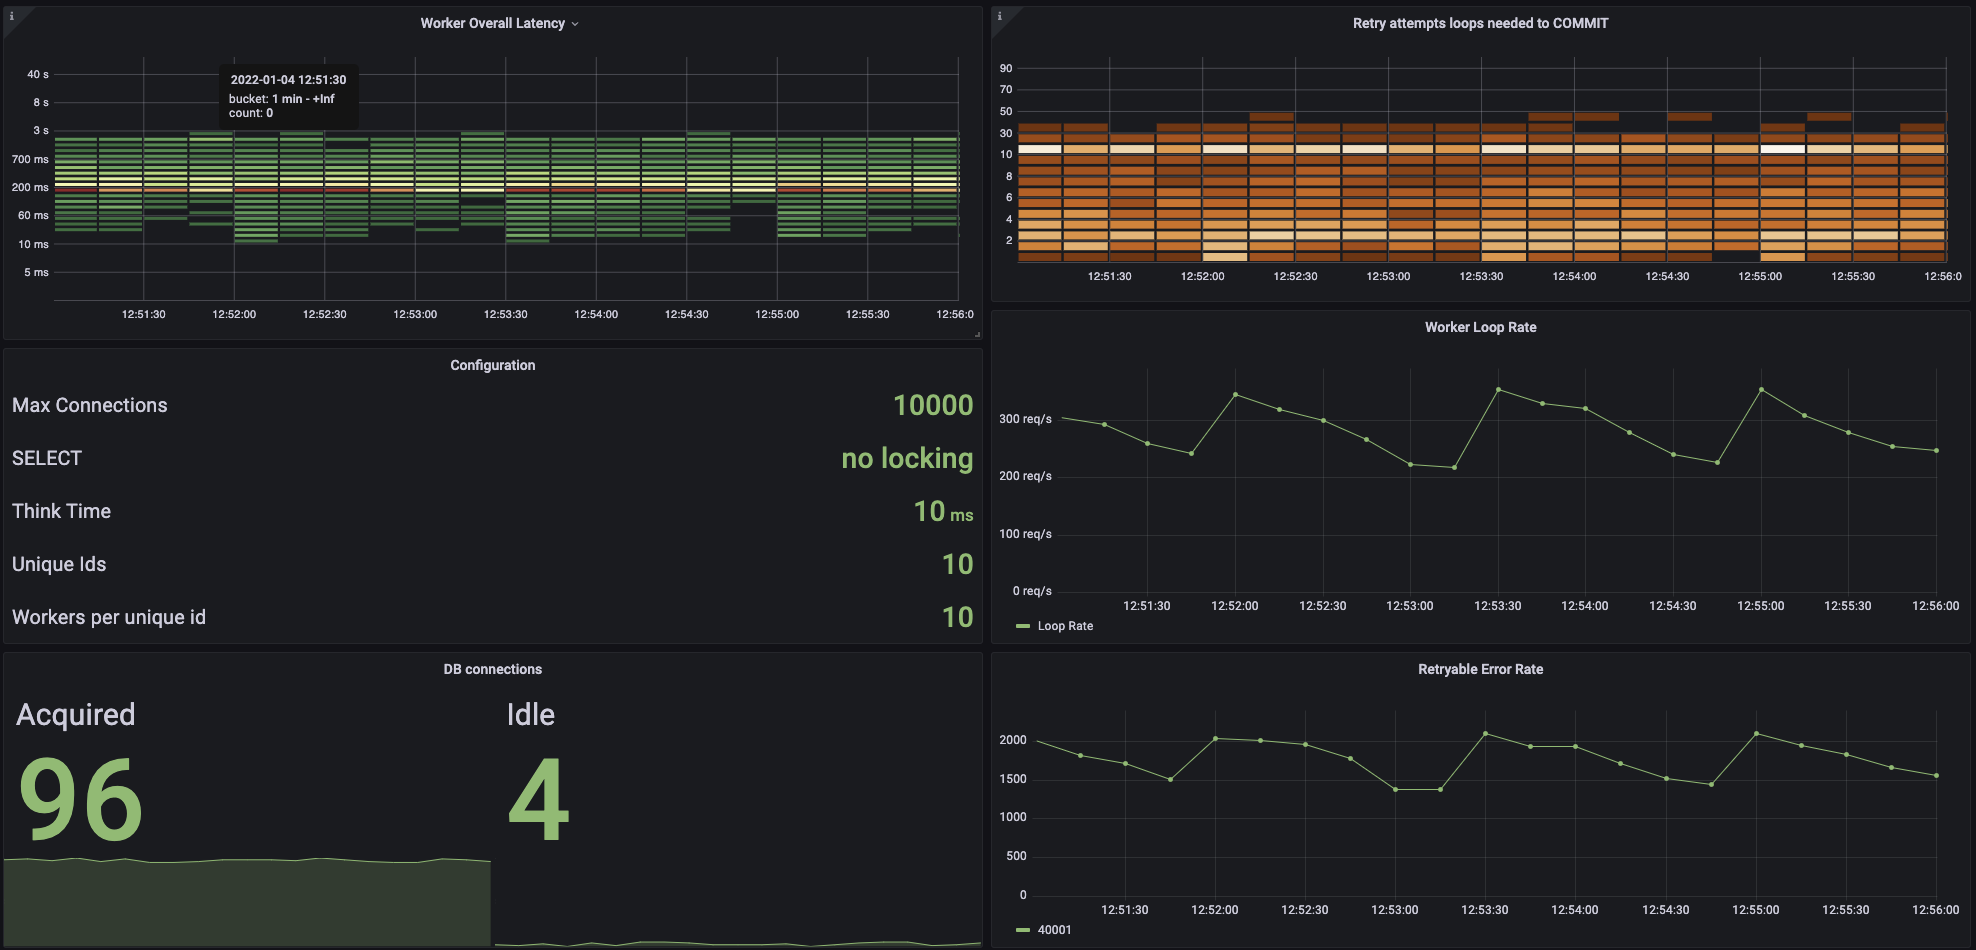 Worker Overall Latency
40 s
8 s
3 s
700 ms
200 ms
60 ms
10 ms
5 ms
2022-01-04 12:51:30
bucket: 1 min - +Inf
count: 0
12:51:30 12:52:00 12:52:30 12:53:00 12:53:30 12:54:00 12:54:30 12:55:00 12:55:30 12:56:0
Retry attempts loops needed to COMMIT
90
70
50
30
10
8
6
4
2
12:51:30 12:52:00 12:52:30 12:53:00 12:53:30 12:54:00 12:54:30 12:55:00 12:55:30 12:56:0
Configuration
Max Connections 10000
SELECT no locking
Think Time 10 ms
Unique Ids 10
Workers per unique id 10
Worker Loop Rate
300 req/s
200 req/s
100 req/s
0 req/s
12:51:30 12:52:00 12:52:30 12:53:00 12:53:30 12:54:00 12:54:30 12:55:00 12:55:30 12:56:00
Loop Rate
DB connections
Acquired
96
Idle
4
Retryable Error Rate
2000
1500
1000
500
0
12:51:30 12:52:00 12:52:30 12:53:00 12:53:30 12:54:00 12:54:30 12:55:00 12:55:30 12:56:00
40001